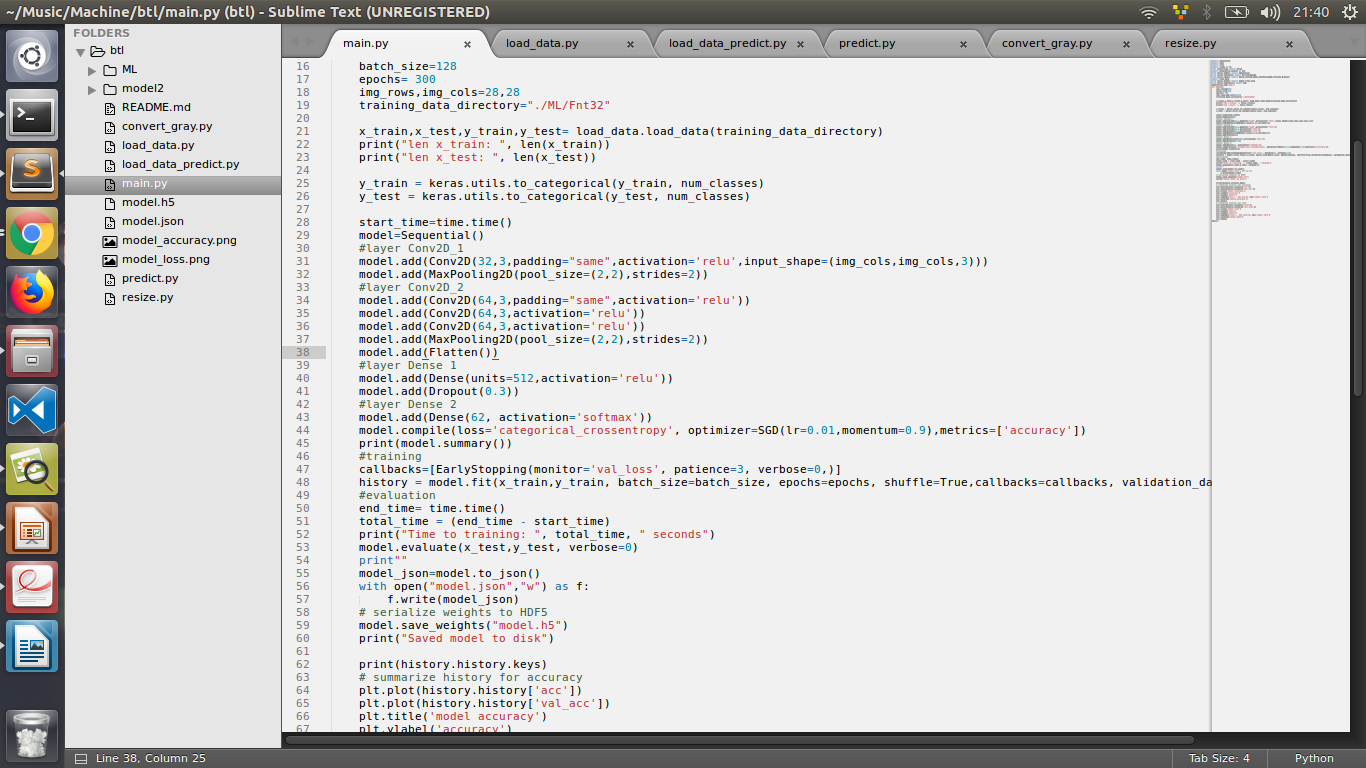 ~/Music/Machine/btl/main.py (btl) - Sublime Text (UNREGISTERED)
21:40
FOLDERS
btl
ML
model2
README.md
convert_gray.py
load_data.py
load_data_predict.py
main.py
model.h5
model.json
model_accuracy.png
model_loss.png
predict.py
resize.py
main.py × load_data.py × load_data_predict.py × predict.py × convert_gray.py × resize.py ×
16 batch_size=128
17 epochs= 300
18 img_rows,img_cols=28,28
19 training_data_directory="./ML/Fnt32"
20
21 x_train,x_test,y_train,y_test= load_data.load_data(training_data_directory)
22 print("len x_train: ", len(x_train))
23 print("len x_test: ", len(x_test))
24
25 y_train = keras.utils.to_categorical(y_train, num_classes)
26 y_test = keras.utils.to_categorical(y_test, num_classes)
27
28 start_time=time.time()
29 model=Sequential()
30 #layer Conv2D_1
31 model.add(Conv2D(32,3,padding="same",activation='relu',input_shape=(img_cols,img_cols,3)))
32 model.add(MaxPooling2D(pool_size=(2,2),strides=2))
33 #layer Conv2D_2
34 model.add(Conv2D(64,3,padding="same",activation='relu'))
35 model.add(Conv2D(64,3,activation='relu'))
36 model.add(Conv2D(64,3,activation='relu'))
37 model.add(MaxPooling2D(pool_size=(2,2),strides=2))
38 model.add(Flatten())
39 #layer Dense 1
40 model.add(Dense(units=512,activation='relu'))
41 model.add(Dropout(0.3))
42 #layer Dense 2
43 model.add(Dense(62, activation='softmax'))
44 model.compile(loss='categorical_crossentropy', optimizer=SGD(lr=0.01,momentum=0.9),metrics=['accuracy'])
45 print(model.summary())
46 #training
47 callbacks=[EarlyStopping(monitor='val_loss', patience=3, verbose=0,)]
48 history = model.fit(x_train,y_train, batch_size=batch_size, epochs=epochs, shuffle=True,callbacks=callbacks, validation_da
49 #evaluation
50 end_time= time.time()
51 total_time = (end_time - start_time)
52 print("Time to training: ", total_time, " seconds")
53 model.evaluate(x_test,y_test, verbose=0)
54 print""
55 model_json=model.to_json()
56 with open("model.json","w") as f:
57 f.write(model_json)
58 # serialize weights to HDF5
59 model.save_weights("model.h5")
60 print("Saved model to disk")
61
62 print(history.history.keys)
63 # summarize history for accuracy
64 plt.plot(history.history['acc'])
65 plt.plot(history.history['val_acc'])
66 plt.title('model accuracy')
67 plt.ylabel('accuracy')
Line 38, Column 25
Tab Size: 4
Python